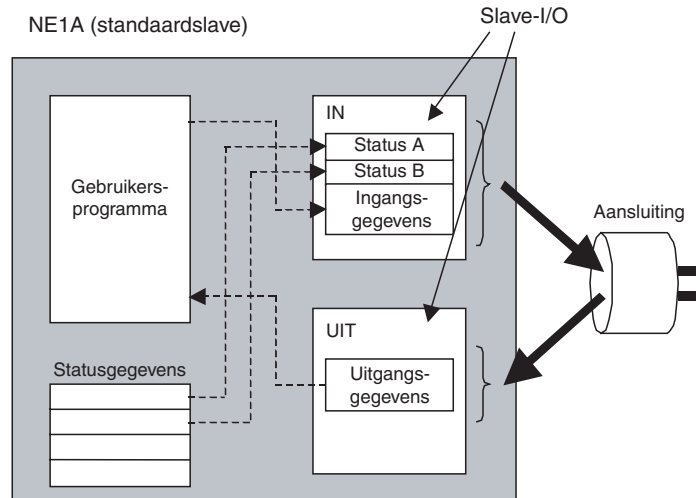 NE1A (standaardslave)
Slave-I/O
Gebruikers-
programma
IN
Status A
Status B
Ingangs-
gegevens
Aansluiting
UIT
Uitgangs-
gegevens
Statusgegevens